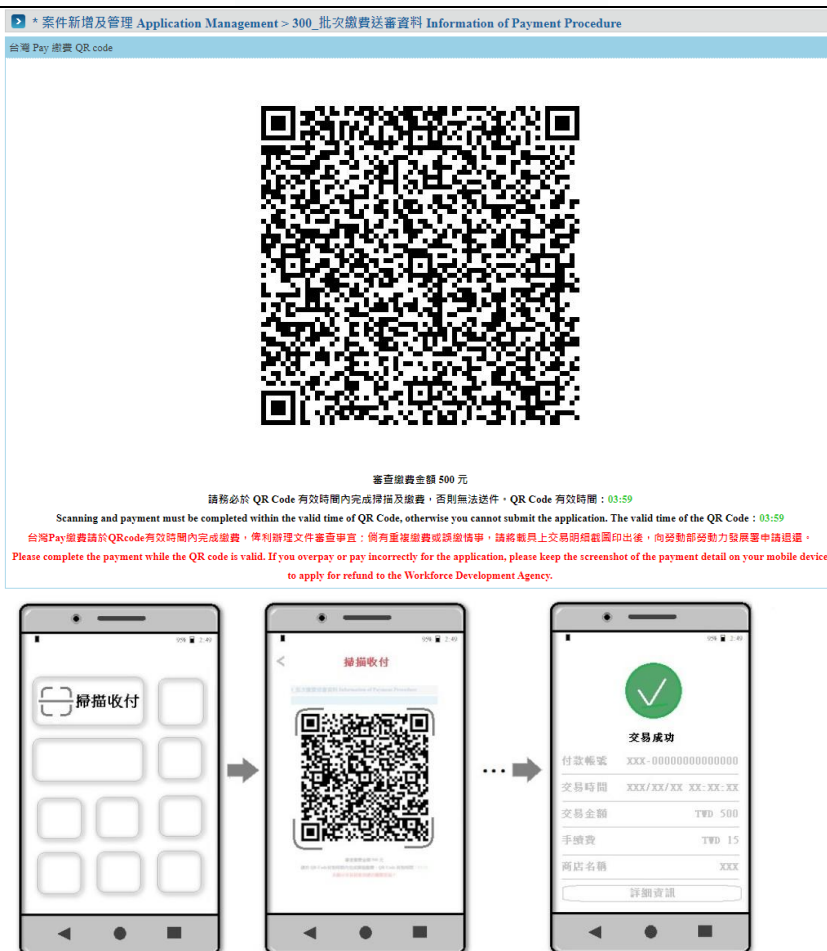 * 案件新增及管理 Application Management > 300_批次繳費送審資料 Information of Payment Procedure
台灣 Pay 繳費 QR code
審查繳費金額 500 元
請務必於 QR Code 有效時間內完成掃描及繳費，否則無法送件，QR Code 有效時間：03:59
Scanning and payment must be completed within the valid time of QR Code, otherwise you cannot submit the application. The valid time of the QR Code：03:59
台灣Pay繳費請於QRcode有效時間內完成繳費，俾利辦理文件審查事宜；倘有重複繳費或誤繳情事，請將載具上交易明細截圖印出後，向勞動部勞動力發展署申請退還。
Please complete the payment while the QR code is valid. If you overpay or pay incorrectly for the application, please keep the screenshot of the payment detail on your mobile device
to apply for refund to the Workforce Development Agency.
95% 2:49
掃描收付
95% 2:49
< 掃描收付
Information of Payment Procedure
...
95% 2:49
交易成功
付款帳號 XXX-00000000000000
交易時間 XXX/XX/XX XX:XX:XX
交易金額 TWD 500
手續費 TWD 15
商店名稱 XXX
詳細資訊